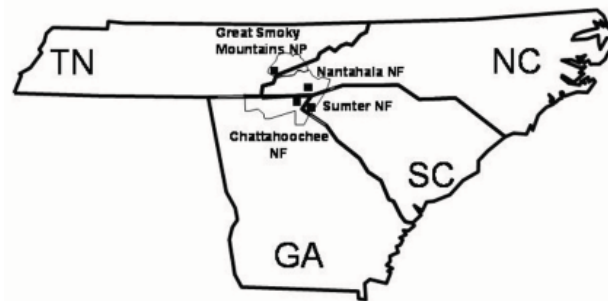 Great Smoky
Mountains NP
TN
NC
Nantahala NF
Sumter NF
Chattahoochee
NF
SC
GA